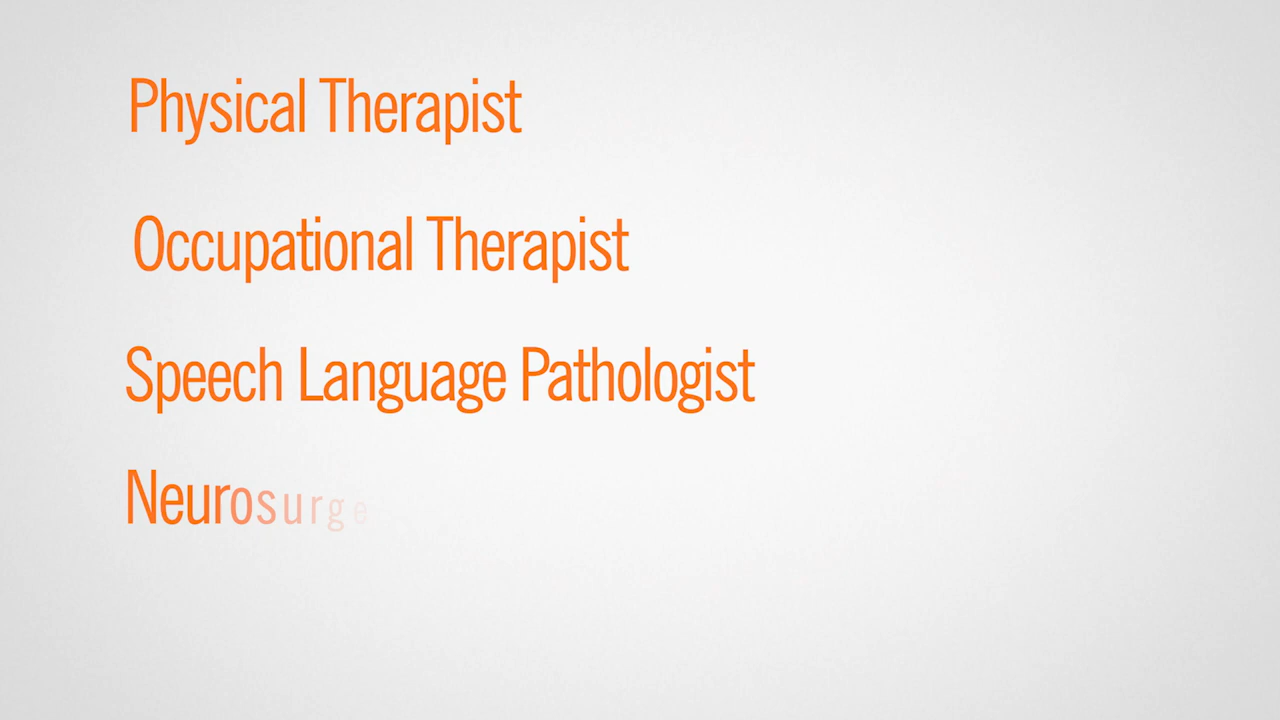 Physical Therapist
Occupational Therapist
Speech Language Pathologist
Neurosurge